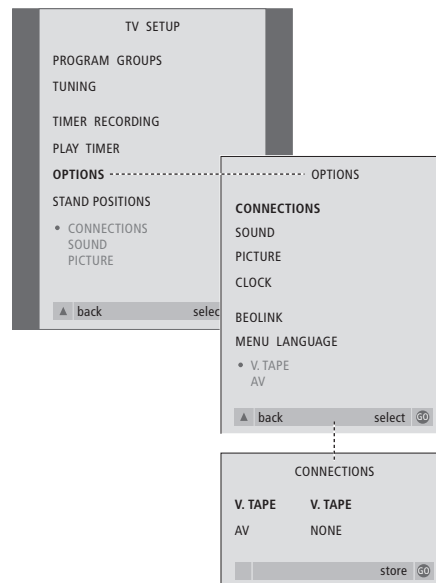 TV SETUP
PROGRAM GROUPS
TUNING
TIMER RECORDING
PLAY TIMER
OPTIONS
STAND POSITIONS
• CONNECTIONS
SOUND
PICTURE
▲ back selec
OPTIONS
CONNECTIONS
SOUND
PICTURE
CLOCK
BEOLINK
MENU LANGUAGE
• V. TAPE
AV
▲ back select GO
CONNECTIONS
V. TAPE V. TAPE
AV NONE
store GO